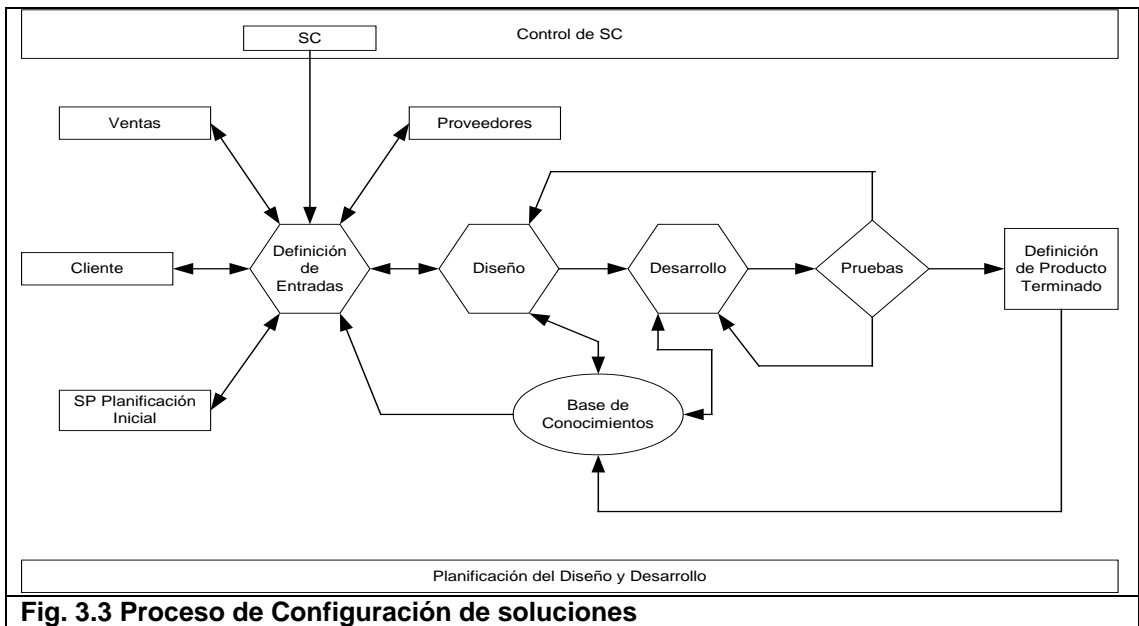 SC
Control de SC
Ventas
Proveedores
Cliente
Definición
de
Entradas
Diseño
Desarrollo
Pruebas
Definición
de Producto
Terminado
SP Planificación
Inicial
Base de
Conocimientos
Planificación del Diseño y Desarrollo
Fig. 3.3 Proceso de Configuración de soluciones